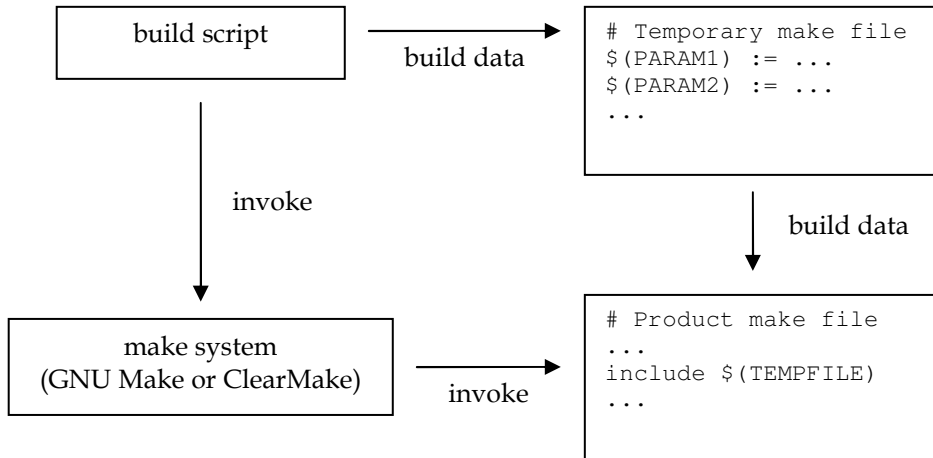 build script
build data
# Temporary make file
$(PARAM1) := ...
$(PARAM2) := ...
...
invoke
build data
make system
(GNU Make or ClearMake)
invoke
# Product make file
...
include $(TEMPFILE)
...